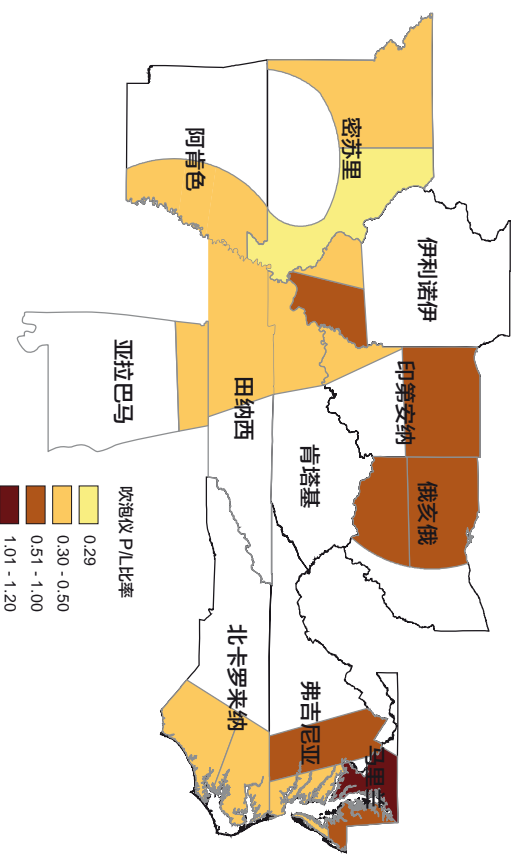 密苏里
阿肯色
伊利诺伊
亚拉巴马
田纳西
肯塔基
印第安纳
俄亥俄
北卡罗来纳
弗吉尼亚
马里兰
吹泡仪 P/L比率
0.29
0.30 - 0.50
0.51 - 1.00
1.01 - 1.20